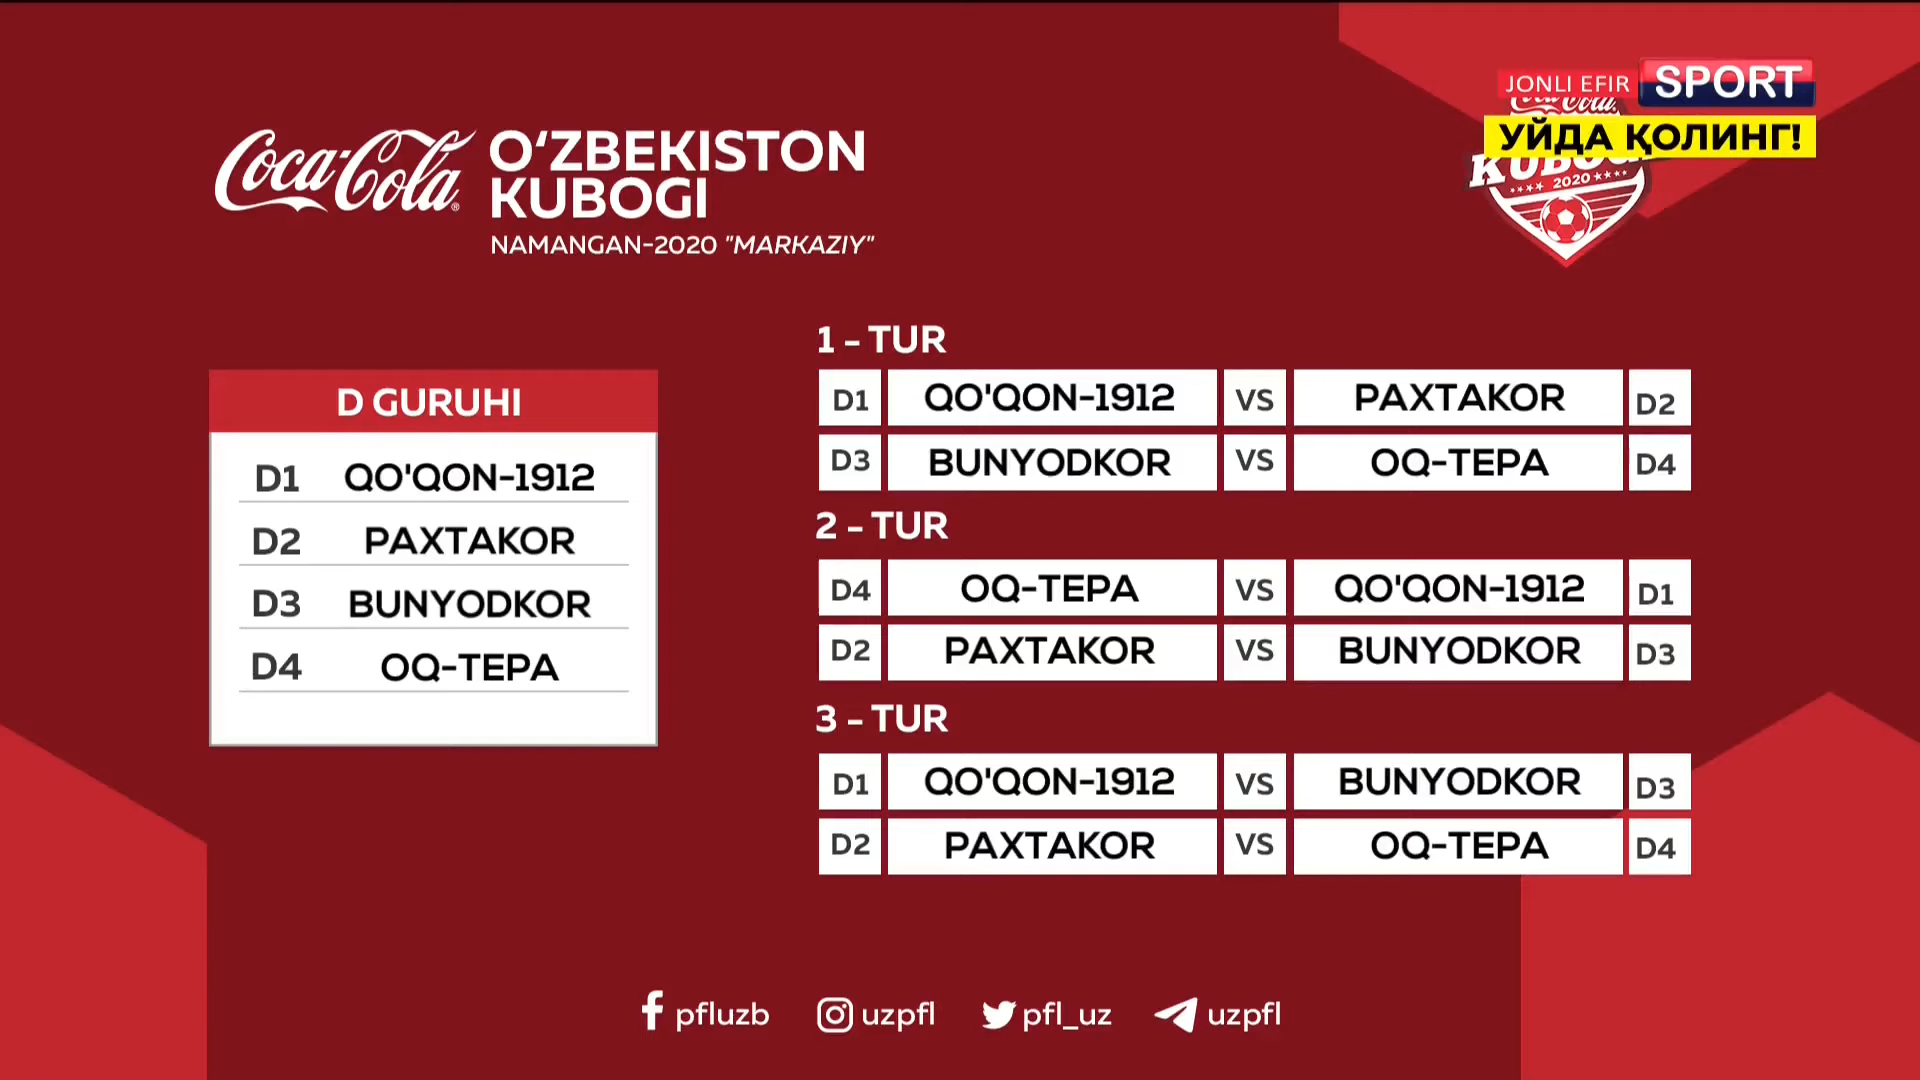 JONLI EFIR SPORT
Coca-Cola
УЙДА ҚОЛИНГ!
2020
Coca-Cola
O‘ZBEKISTON
KUBOGI
NAMANGAN-2020 "MARKAZIY"
D GURUHI
D1 QO'QON-1912
D2 PAXTAKOR
D3 BUNYODKOR
D4 OQ-TEPA
1 - TUR
D1 QO'QON-1912 VS PAXTAKOR D2
D3 BUNYODKOR VS OQ-TEPA D4
2 - TUR
D4 OQ-TEPA VS QO'QON-1912 D1
D2 PAXTAKOR VS BUNYODKOR D3
3 - TUR
D1 QO'QON-1912 VS BUNYODKOR D3
D2 PAXTAKOR VS OQ-TEPA D4
pfluzb uzpfl pfl_uz uzpfl